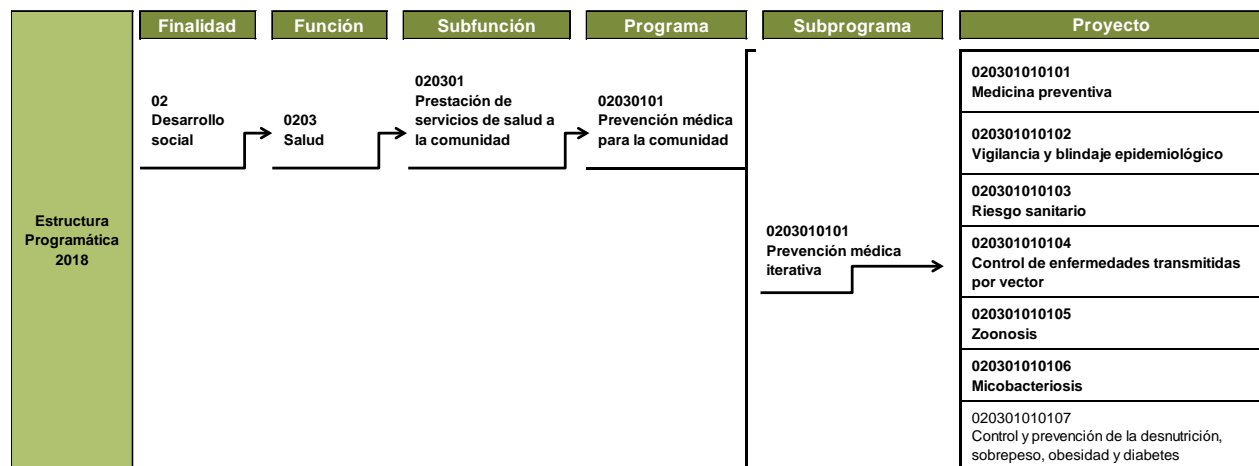 Finalidad
Función
Subfunción
Programa
Subprograma
Proyecto
Estructura
Programática
2018
02
Desarrollo
social
0203
Salud
020301
Prestación de
servicios de salud a
la comunidad
02030101
Prevención médica
para la comunidad
0203010101
Prevención médica
iterativa
020301010101
Medicina preventiva
020301010102
Vigilancia y blindaje epidemiológico
020301010103
Riesgo sanitario
020301010104
Control de enfermedades transmitidas
por vector
020301010105
Zoonosis
020301010106
Micobacteriosis
020301010107
Control y prevención de la desnutrición,
sobrepeso, obesidad y diabetes